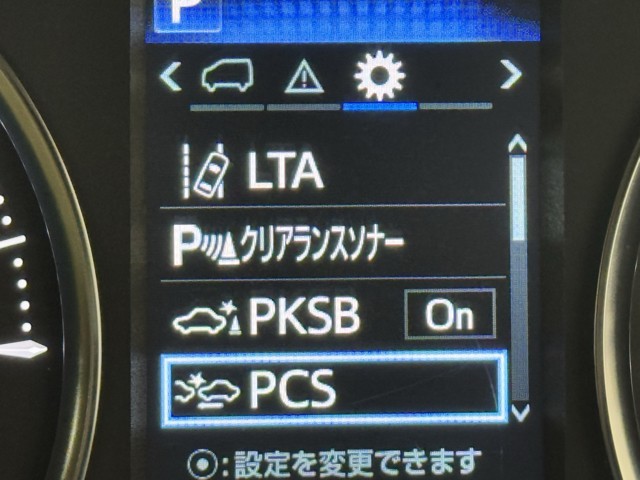 P
LTA
Pクリアランスソナー
PKSB On
PCS
:設定を変更できます